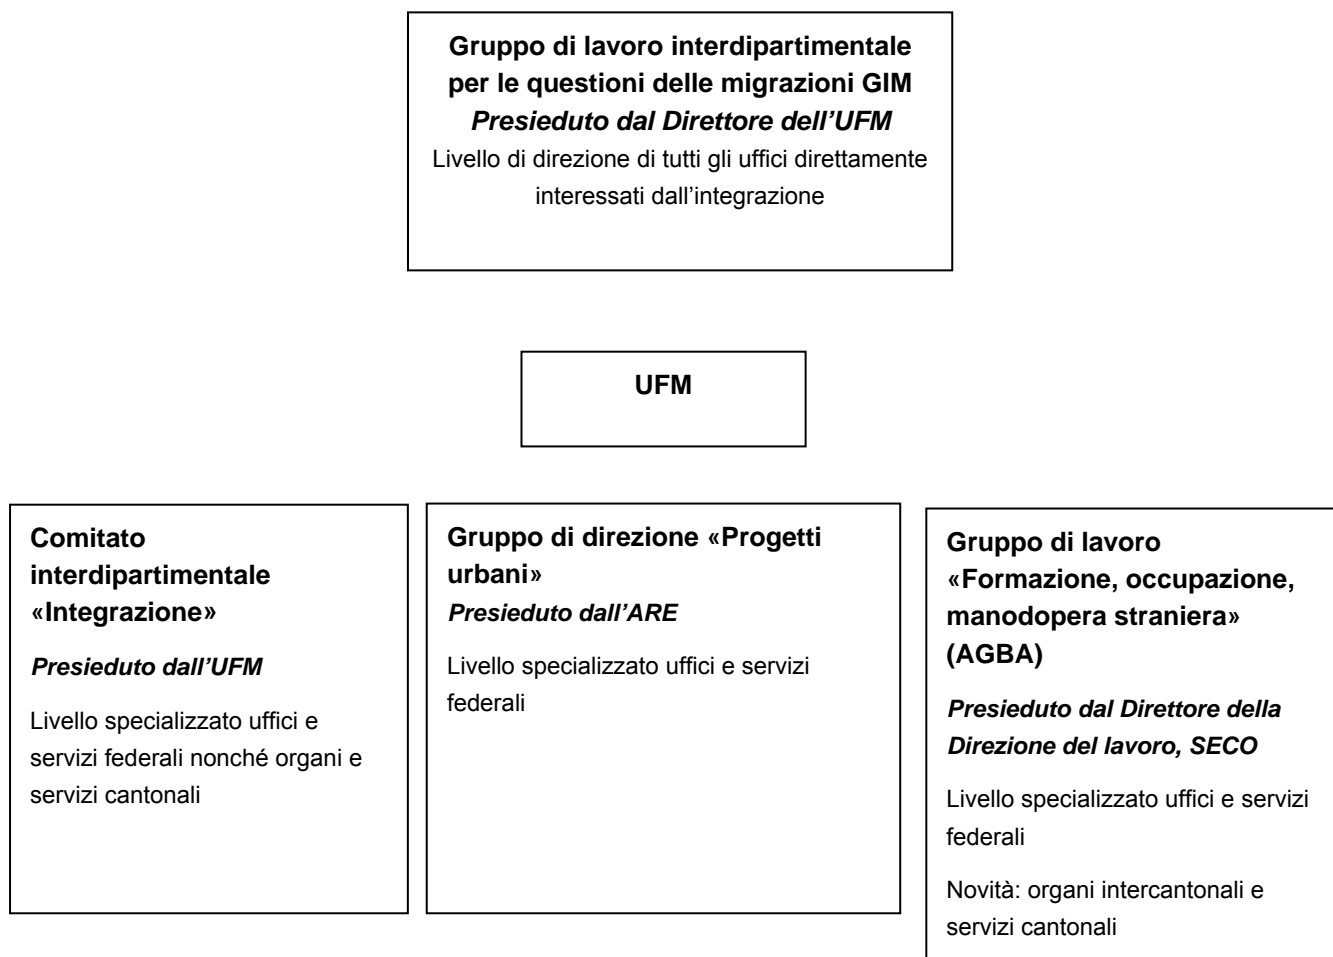 Gruppo di lavoro interdipartimentale
per le questioni delle migrazioni GIM
Presieduto dal Direttore dell’UFM
Livello di direzione di tutti gli uffici direttamente
interessati dall’integrazione
UFM
Comitato
interdipartimentale
«Integrazione»
Presieduto dall’UFM
Livello specializzato uffici e
servizi federali nonché organi e
servizi cantonali
Gruppo di direzione «Progetti
urbani»
Presieduto dall’ARE
Livello specializzato uffici e servizi
federali
Gruppo di lavoro
«Formazione, occupazione,
manodopera straniera»
(AGBA)
Presieduto dal Direttore della
Direzione del lavoro, SECO
Livello specializzato uffici e servizi
federali
Novità: organi intercantonali e
servizi cantonali